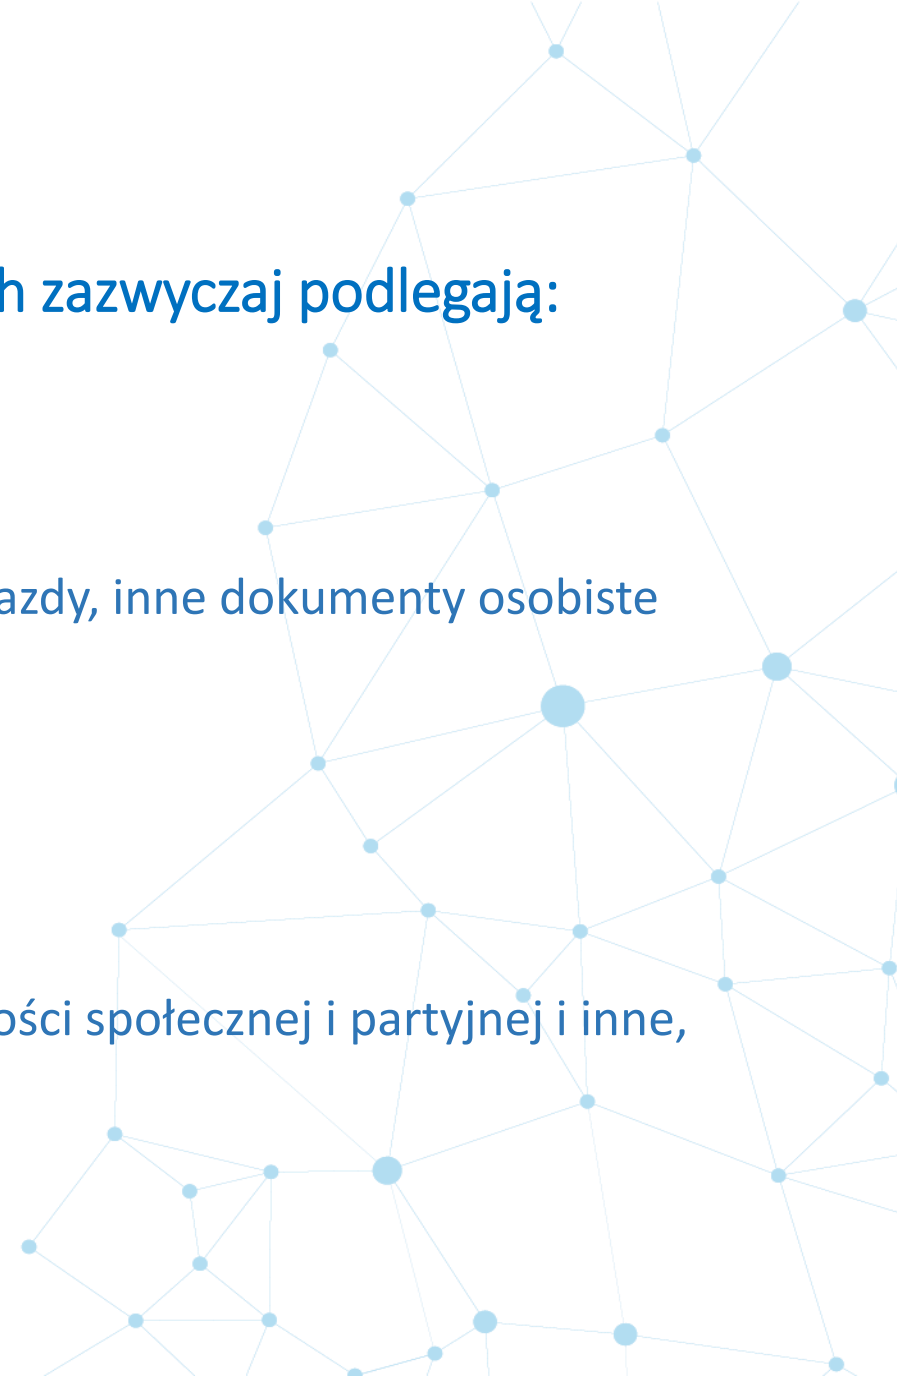 h zazwyczaj podlegają:
azdy, inne dokumenty osobiste
ości społecznej i partyjnej i inne,